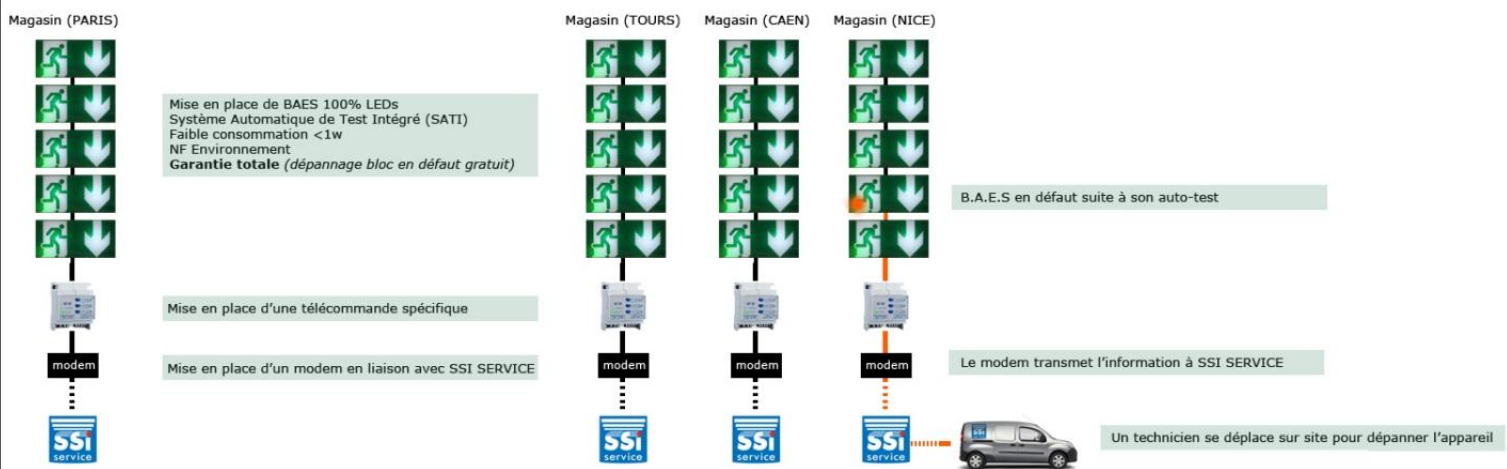 Magasin (PARIS)
Magasin (TOURS)
Magasin (CAEN)
Magasin (NICE)
Mise en place de BAES 100% LEDs
Système Automatique de Test Intégré (SATI)
Faible consommation <1w
NF Environnement
Garantie totale (dépannage bloc en défaut gratuit)
B.A.E.S en défaut suite à son auto-test
Mise en place d'une télécommande spécifique
modem
Mise en place d'un modem en liaison avec SSI SERVICE
modem
modem
modem
Le modem transmet l'information à SSI SERVICE
SSi
service
SSi
service
SSi
service
SSi
service
Un technicien se déplace sur site pour dépanner l'appareil